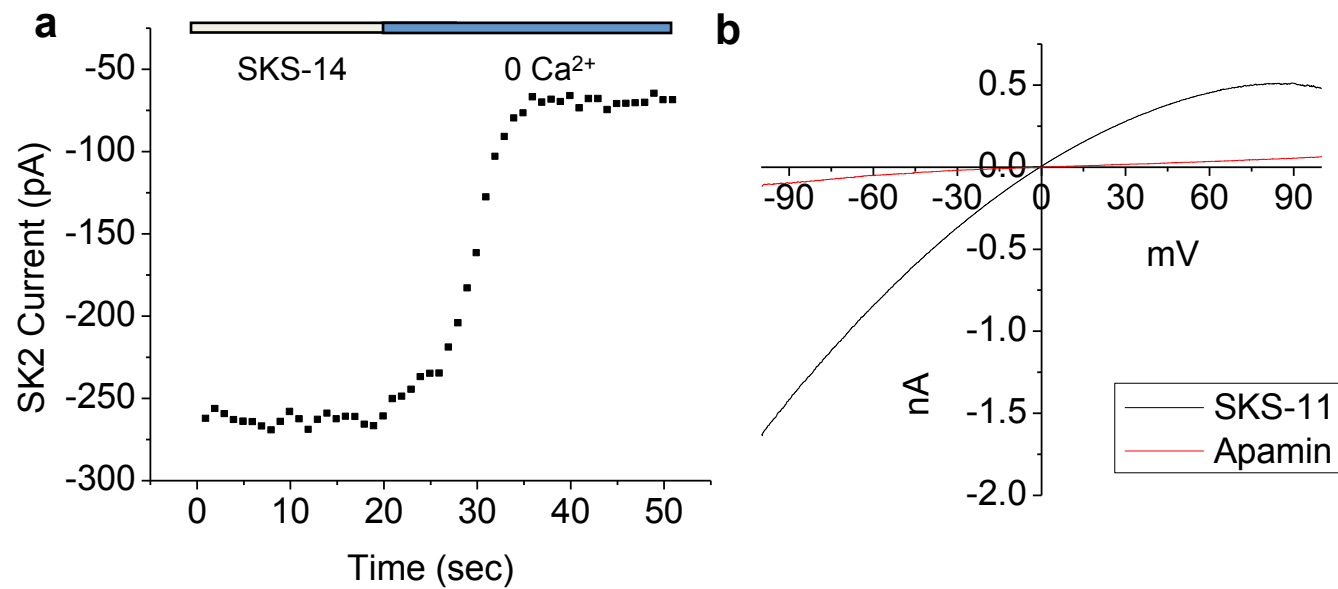 a
SKS-14
0 Ca²⁺
-50
-100
-150
-200
-250
-300
SK2 Current (pA)
0 10 20 30 40 50
Time (sec)
b
0.5
0.0
-0.5
-1.0
-1.5
-2.0
nA
-90 -60 -30 0 30 60 90
mV
SKS-11
Apamin